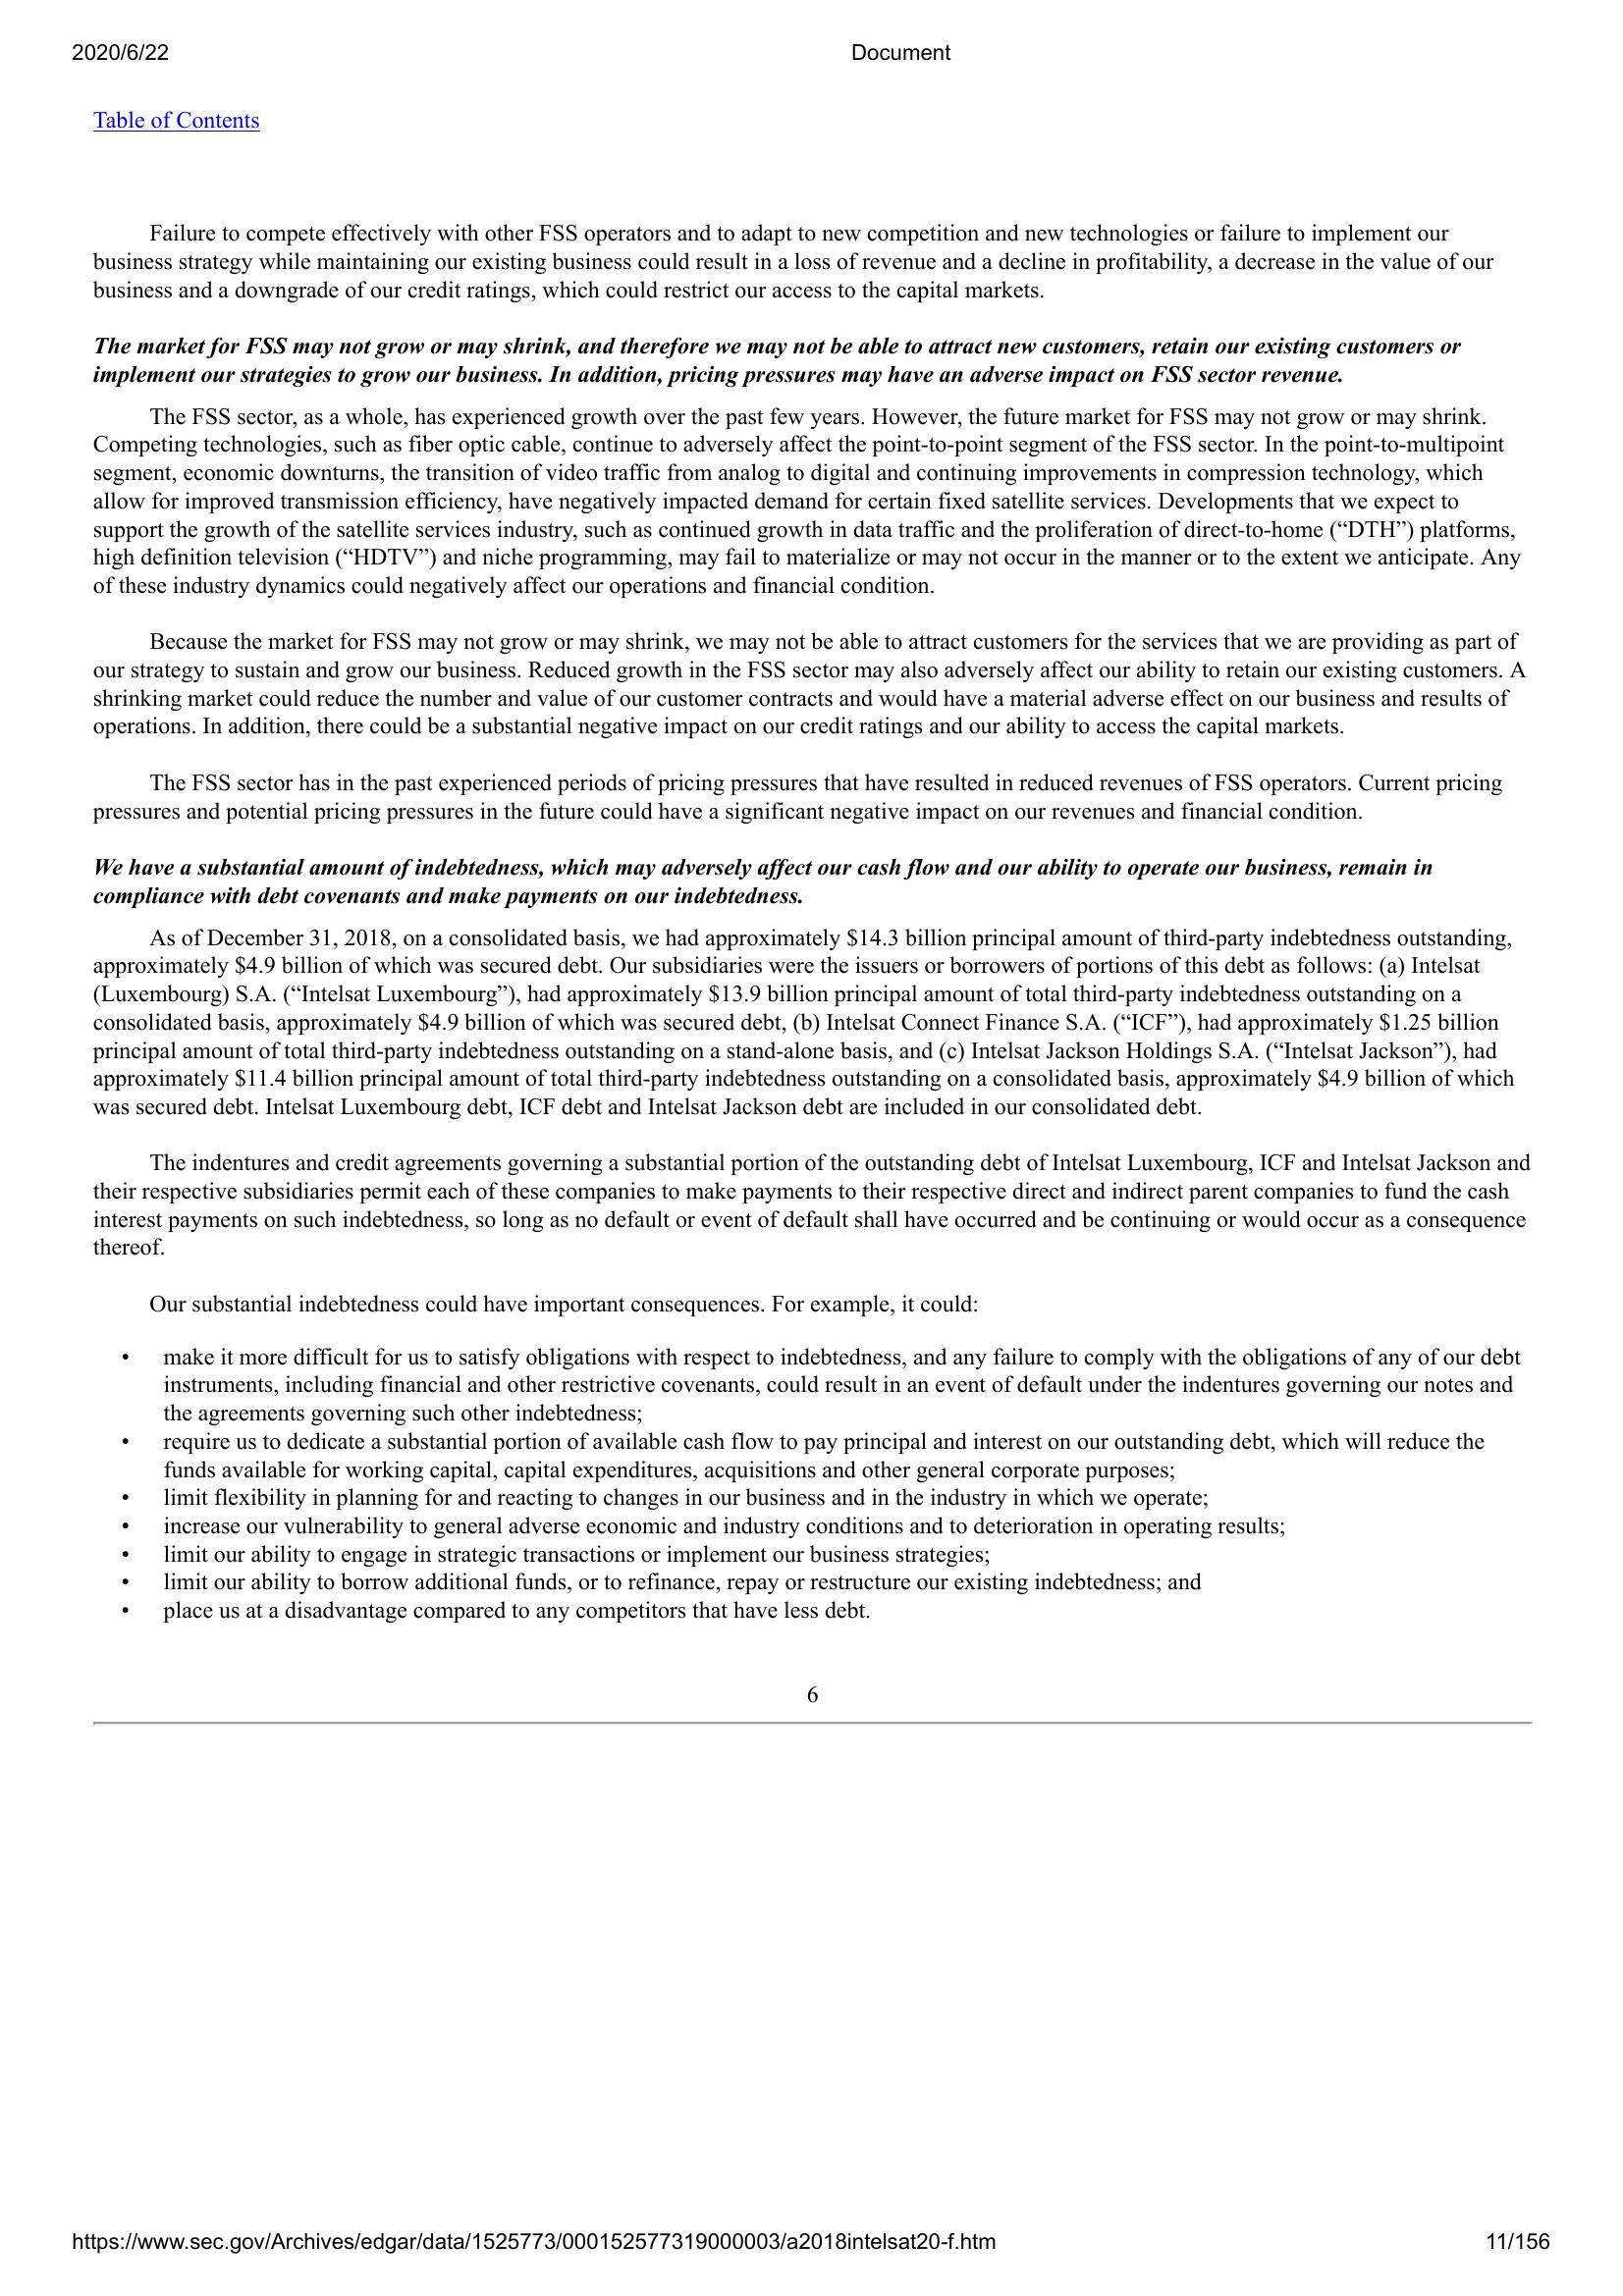 2020/6/22
Document
Table of Contents
Failure to compete effectively with other FSS operators and to adapt to new competition and new technologies or failure to implement our
business strategy while maintaining our existing business could result in a loss of revenue and a decline in profitability, a decrease in the value of our
business and a downgrade of our credit ratings, which could restrict our access to the capital markets.
The market for FSS may not grow or may shrink, and therefore we may not be able to attract new customers, retain our existing customers or
implement our strategies to grow our business. In addition, pricing pressures may have an adverse impact on FSS sector revenue.
The FSS sector, as a whole, has experienced growth over the past few years. However, the future market for FSS may not grow or may shrink.
Competing technologies, such as fiber optic cable, continue to adversely affect the point-to-point segment of the FSS sector. In the point-to-multipoint
segment, economic downturns, the transition of video traffic from analog to digital and continuing improvements in compression technology, which
allow for improved transmission efficiency, have negatively impacted demand for certain fixed satellite services. Developments that we expect to
support the growth of the satellite services industry, such as continued growth in data traffic and the proliferation of direct-to-home (“DTH”) platforms,
high definition television (“HDTV”) and niche programming, may fail to materialize or may not occur in the manner or to the extent we anticipate. Any
of these industry dynamics could negatively affect our operations and financial condition.
Because the market for FSS may not grow or may shrink, we may not be able to attract customers for the services that we are providing as part of
our strategy to sustain and grow our business. Reduced growth in the FSS sector may also adversely affect our ability to retain our existing customers. A
shrinking market could reduce the number and value of our customer contracts and would have a material adverse effect on our business and results of
operations. In addition, there could be a substantial negative impact on our credit ratings and our ability to access the capital markets.
The FSS sector has in the past experienced periods of pricing pressures that have resulted in reduced revenues of FSS operators. Current pricing
pressures and potential pricing pressures in the future could have a significant negative impact on our revenues and financial condition.
We have a substantial amount of indebtedness, which may adversely affect our cash flow and our ability to operate our business, remain in
compliance with debt covenants and make payments on our indebtedness.
As of December 31, 2018, on a consolidated basis, we had approximately $14.3 billion principal amount of third-party indebtedness outstanding,
approximately $4.9 billion of which was secured debt. Our subsidiaries were the issuers or borrowers of portions of this debt as follows: (a) Intelsat
(Luxembourg) S.A. (“Intelsat Luxembourg”), had approximately $13.9 billion principal amount of total third-party indebtedness outstanding on a
consolidated basis, approximately $4.9 billion of which was secured debt, (b) Intelsat Connect Finance S.A. (“ICF”), had approximately $1.25 billion
principal amount of total third-party indebtedness outstanding on a stand-alone basis, and (c) Intelsat Jackson Holdings S.A. (“Intelsat Jackson”), had
approximately $11.4 billion principal amount of total third-party indebtedness outstanding on a consolidated basis, approximately $4.9 billion of which
was secured debt. Intelsat Luxembourg debt, ICF debt and Intelsat Jackson debt are included in our consolidated debt.
The indentures and credit agreements governing a substantial portion of the outstanding debt of Intelsat Luxembourg, ICF and Intelsat Jackson and
their respective subsidiaries permit each of these companies to make payments to their respective direct and indirect parent companies to fund the cash
interest payments on such indebtedness, so long as no default or event of default shall have occurred and be continuing or would occur as a consequence
thereof.
Our substantial indebtedness could have important consequences. For example, it could:
• make it more difficult for us to satisfy obligations with respect to indebtedness, and any failure to comply with the obligations of any of our debt
instruments, including financial and other restrictive covenants, could result in an event of default under the indentures governing our notes and
the agreements governing such other indebtedness;
• require us to dedicate a substantial portion of available cash flow to pay principal and interest on our outstanding debt, which will reduce the
funds available for working capital, capital expenditures, acquisitions and other general corporate purposes;
• limit flexibility in planning for and reacting to changes in our business and in the industry in which we operate;
• increase our vulnerability to general adverse economic and industry conditions and to deterioration in operating results;
• limit our ability to engage in strategic transactions or implement our business strategies;
• limit our ability to borrow additional funds, or to refinance, repay or restructure our existing indebtedness; and
• place us at a disadvantage compared to any competitors that have less debt.
6
https://www.sec.gov/Archives/edgar/data/1525773/000152577319000003/a2018intelsat20-f.htm
11/156